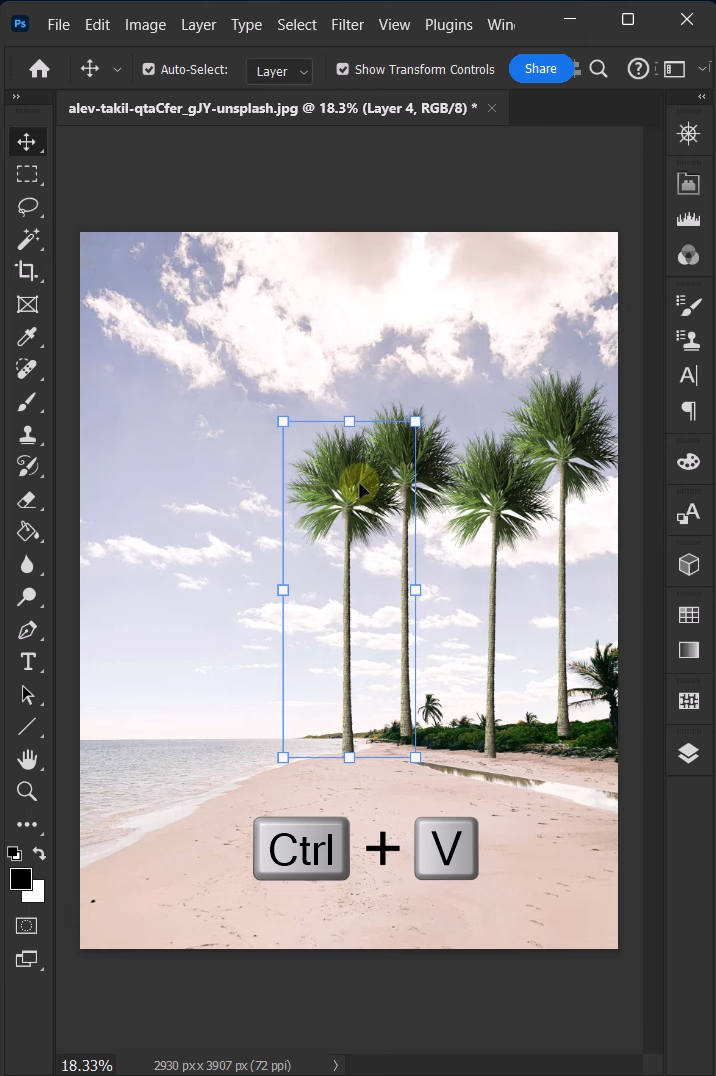 Ps File Edit Image Layer Type Select Filter View Plugins Win
Auto-Select: Layer Show Transform Controls Share
alev-takil-qtaCfer_gJY-unsplash.jpg @ 18.3% (Layer 4, RGB/8) *
Ctrl + V
18.33% 2930 px x 3907 px (72 ppi)